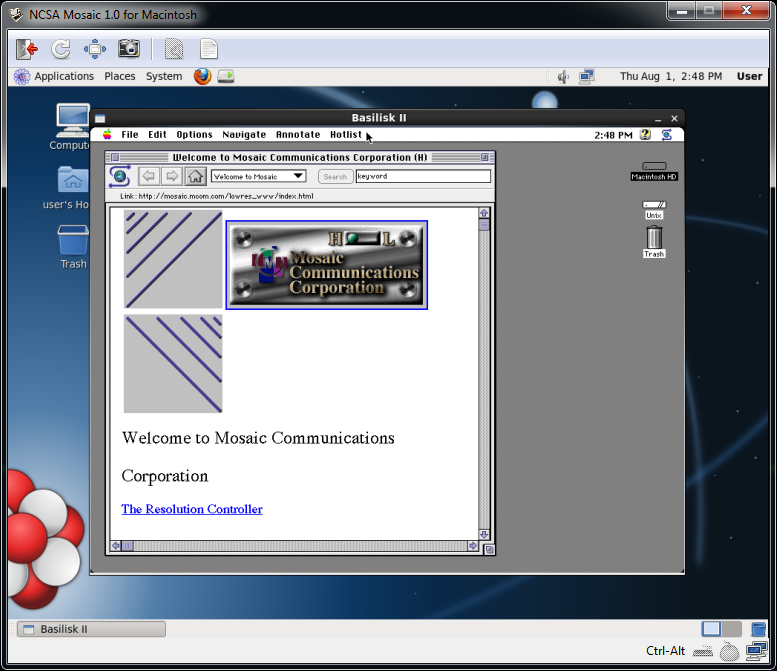 NCSA Mosaic 1.0 for Macintosh
Applications Places System Thu Aug 1, 2:48 PM User
Basilisk II
File Edit Options Navigate Annotate Hotlist 2:48 PM
Comput
user's Ho
Trash
Welcome to Mosaic Communications Corporation (H)
Welcome to Mosaic Search keyword
Link: http://mosaic.mcom.com/lowres_www/index.html
H L
Mosaic
Communications
Corporation
Welcome to Mosaic Communications
Corporation
The Resolution Controller
Macintosh HD
Unix
Trash
Basilisk II
Ctrl-Alt